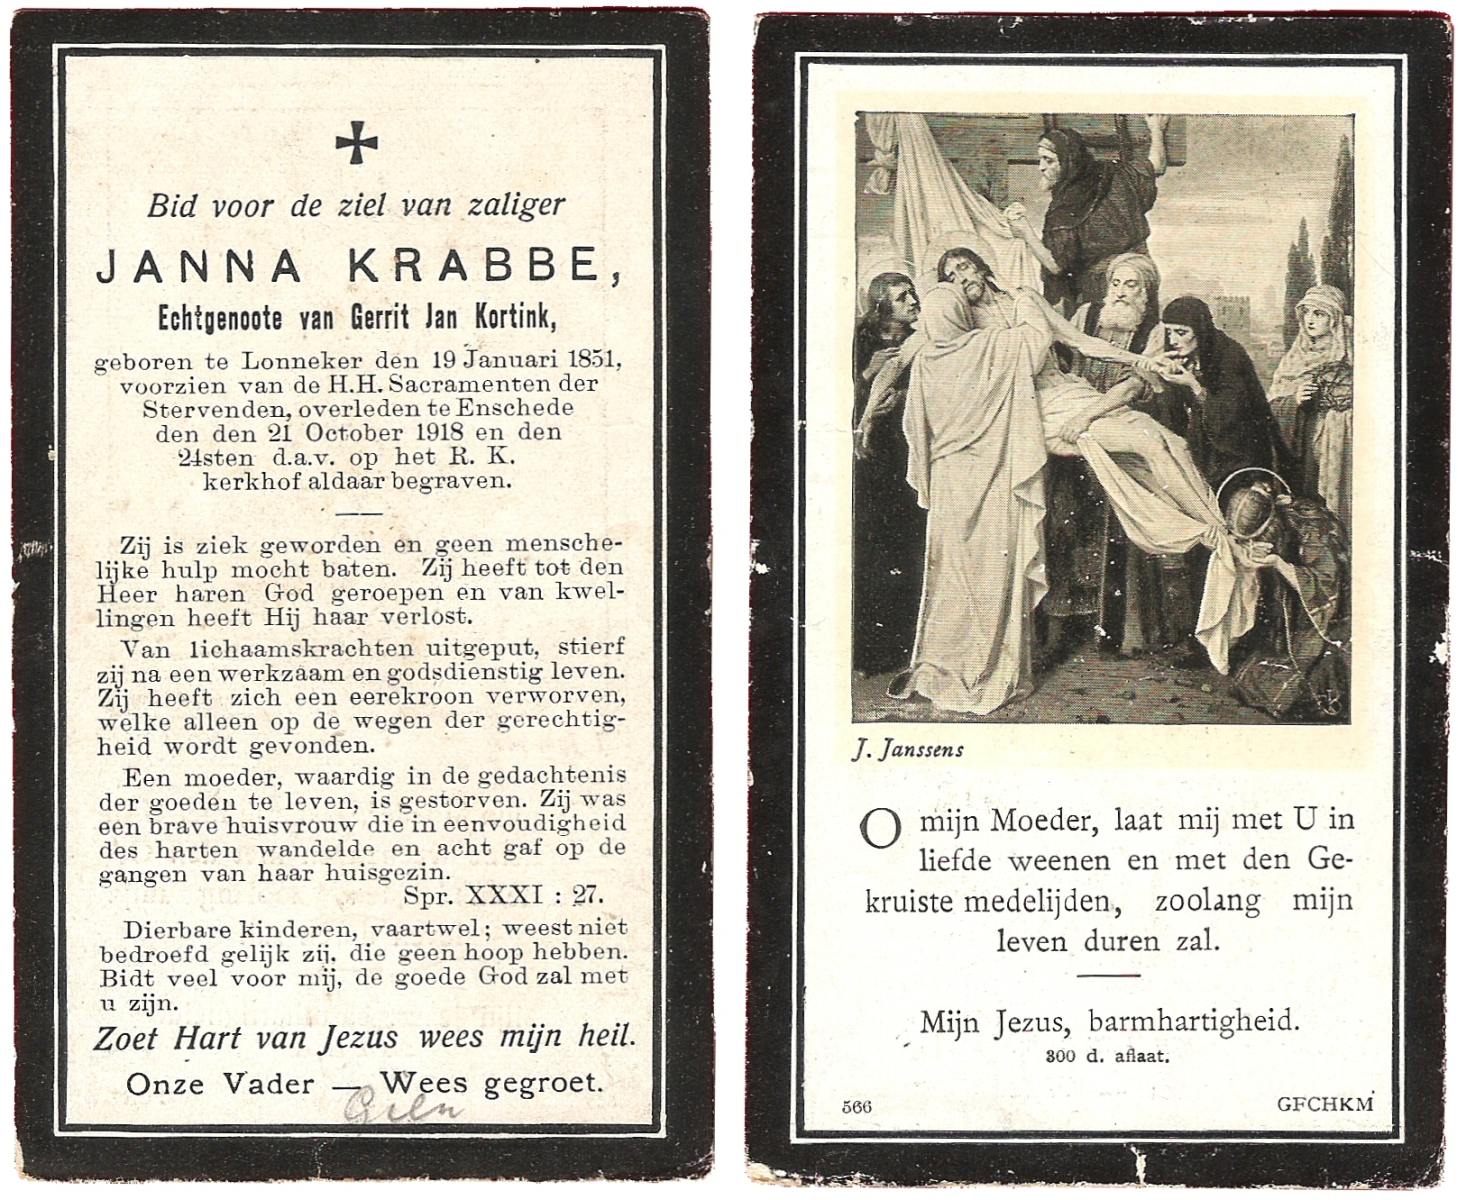 Bid voor de ziel van zaliger
JANNA KRABBE,
Echtgenoote van Gerrit Jan Kortink,
geboren te Lonneker den 19 Januari 1851,
voorzien van de H.H. Sacramenten der
Stervenden, overleden te Enschede
den den 21 October 1918 en den
24sten d.a.v. op het R. K.
kerkhof aldaar begraven.
Zij is ziek geworden en geen mensche-
lijke hulp mocht baten. Zij heeft tot den
Heer haren God geroepen en van kwel-
lingen heeft Hij haar verlost.
Van lichaamskrachten uitgeput, stierf
zij na een werkzaam en godsdienstig leven.
Zij heeft zich een eerekroon verworven,
welke alleen op de wegen der gerechtig-
heid wordt gevonden.
Een moeder, waardig in de gedachtenis
der goeden te leven, is gestorven. Zij was
een brave huisvrouw die in eenvoudigheid
des harten wandelde en acht gaf op de
gangen van haar huisgezin.
Spr. XXXI : 27.
Dierbare kinderen, vaartwel; weest niet
bedroefd gelijk zij, die geen hoop hebben.
Bidt veel voor mij, de goede God zal met
u zijn.
Zoet Hart van Jezus wees mijn heil.
Onze Vader — Wees gegroet.
J. Janssens
O mijn Moeder, laat mij met U in
liefde weenen en met den Ge-
kruiste medelijden, zoolang mijn
leven duren zal.
Mijn Jezus, barmhartigheid.
300 d. aflaat.
566
GFCHKM